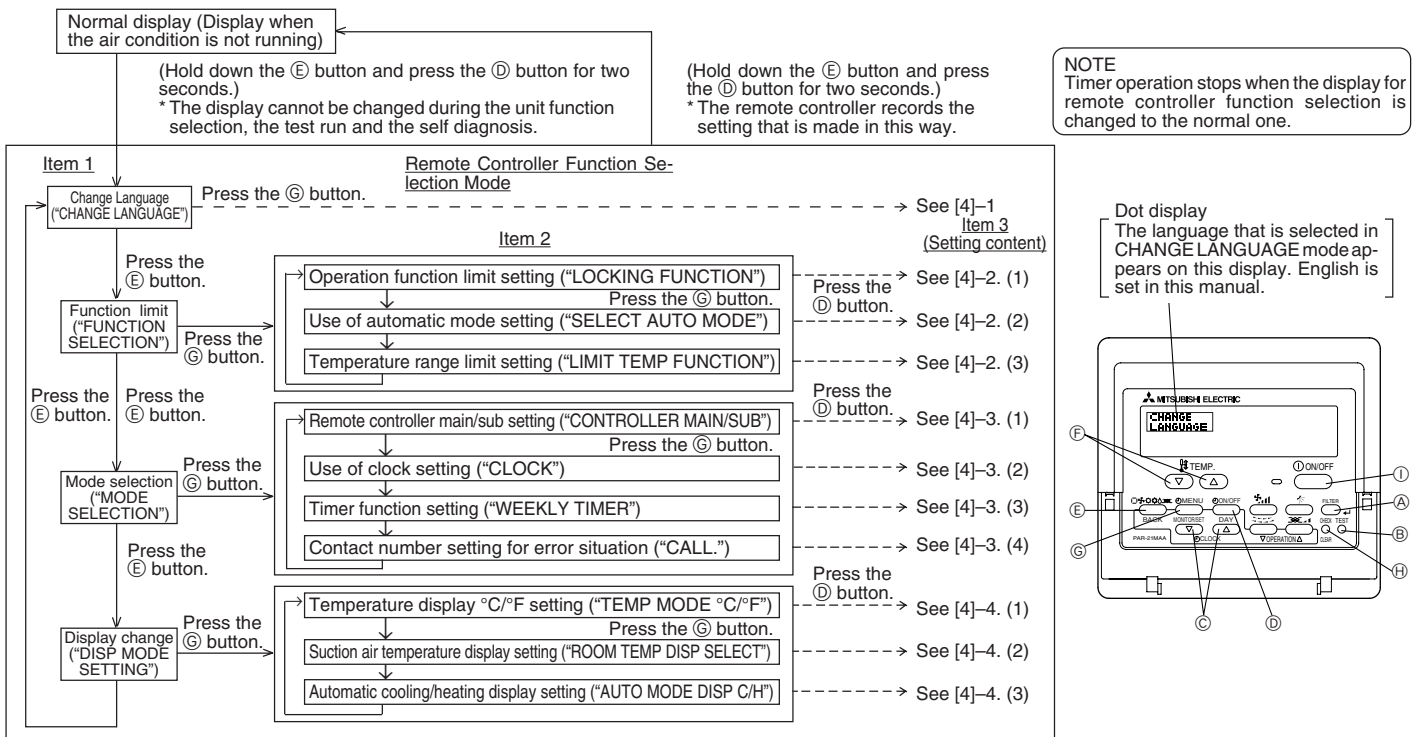 Normal display (Display when
the air condition is not running)
(Hold down the Ⓔ button and press the Ⓓ button for two
seconds.)
* The display cannot be changed during the unit function
selection, the test run and the self diagnosis.
(Hold down the Ⓔ button and press
the Ⓓ button for two seconds.)
* The remote controller records the
setting that is made in this way.
NOTE
Timer operation stops when the display for
remote controller function selection is
changed to the normal one.
Item 1
Remote Controller Function Se-
lection Mode
Change Language
("CHANGE LANGUAGE")
Press the Ⓖ button.
See [4]–1
Item 3
(Setting content)
Item 2
Press the
Ⓔ button.
Function limit
("FUNCTION
SELECTION")
Press the
Ⓖ button.
Operation function limit setting ("LOCKING FUNCTION")
Press the Ⓖ button.
Use of automatic mode setting ("SELECT AUTO MODE")
Temperature range limit setting ("LIMIT TEMP FUNCTION")
Press the
Ⓓ button.
See [4]–2. (1)
See [4]–2. (2)
See [4]–2. (3)
Press the
Ⓔ button.
Press the
Ⓔ button.
Mode selection
("MODE
SELECTION")
Press the
Ⓖ button.
Remote controller main/sub setting ("CONTROLLER MAIN/SUB")
Press the Ⓖ button.
Use of clock setting ("CLOCK")
Timer function setting ("WEEKLY TIMER")
Contact number setting for error situation ("CALL.")
Press the
Ⓓ button.
See [4]–3. (1)
See [4]–3. (2)
See [4]–3. (3)
See [4]–3. (4)
Press the
Ⓔ button.
Display change
("DISP MODE
SETTING")
Press the
Ⓖ button.
Temperature display °C/°F setting ("TEMP MODE °C/°F")
Press the Ⓖ button.
Suction air temperature display setting ("ROOM TEMP DISP SELECT")
Automatic cooling/heating display setting ("AUTO MODE DISP C/H")
Press the
Ⓓ button.
See [4]–4. (1)
See [4]–4. (2)
See [4]–4. (3)
Dot display
The language that is selected in
CHANGE LANGUAGE mode ap-
pears on this display. English is
set in this manual.
MITSUBISHI ELECTRIC
CHANGE
LANGUAGE
Ⓕ
TEMP.
ON/OFF
Ⓘ
MENU
ON/OFF
FILTER
Ⓐ
Ⓔ
BACK
MONITOR/SET
DAY
CHECK
TEST
Ⓑ
Ⓖ
PAR-21MAA
CLOCK
OPERATION
CLEAR
Ⓗ
Ⓒ
Ⓓ